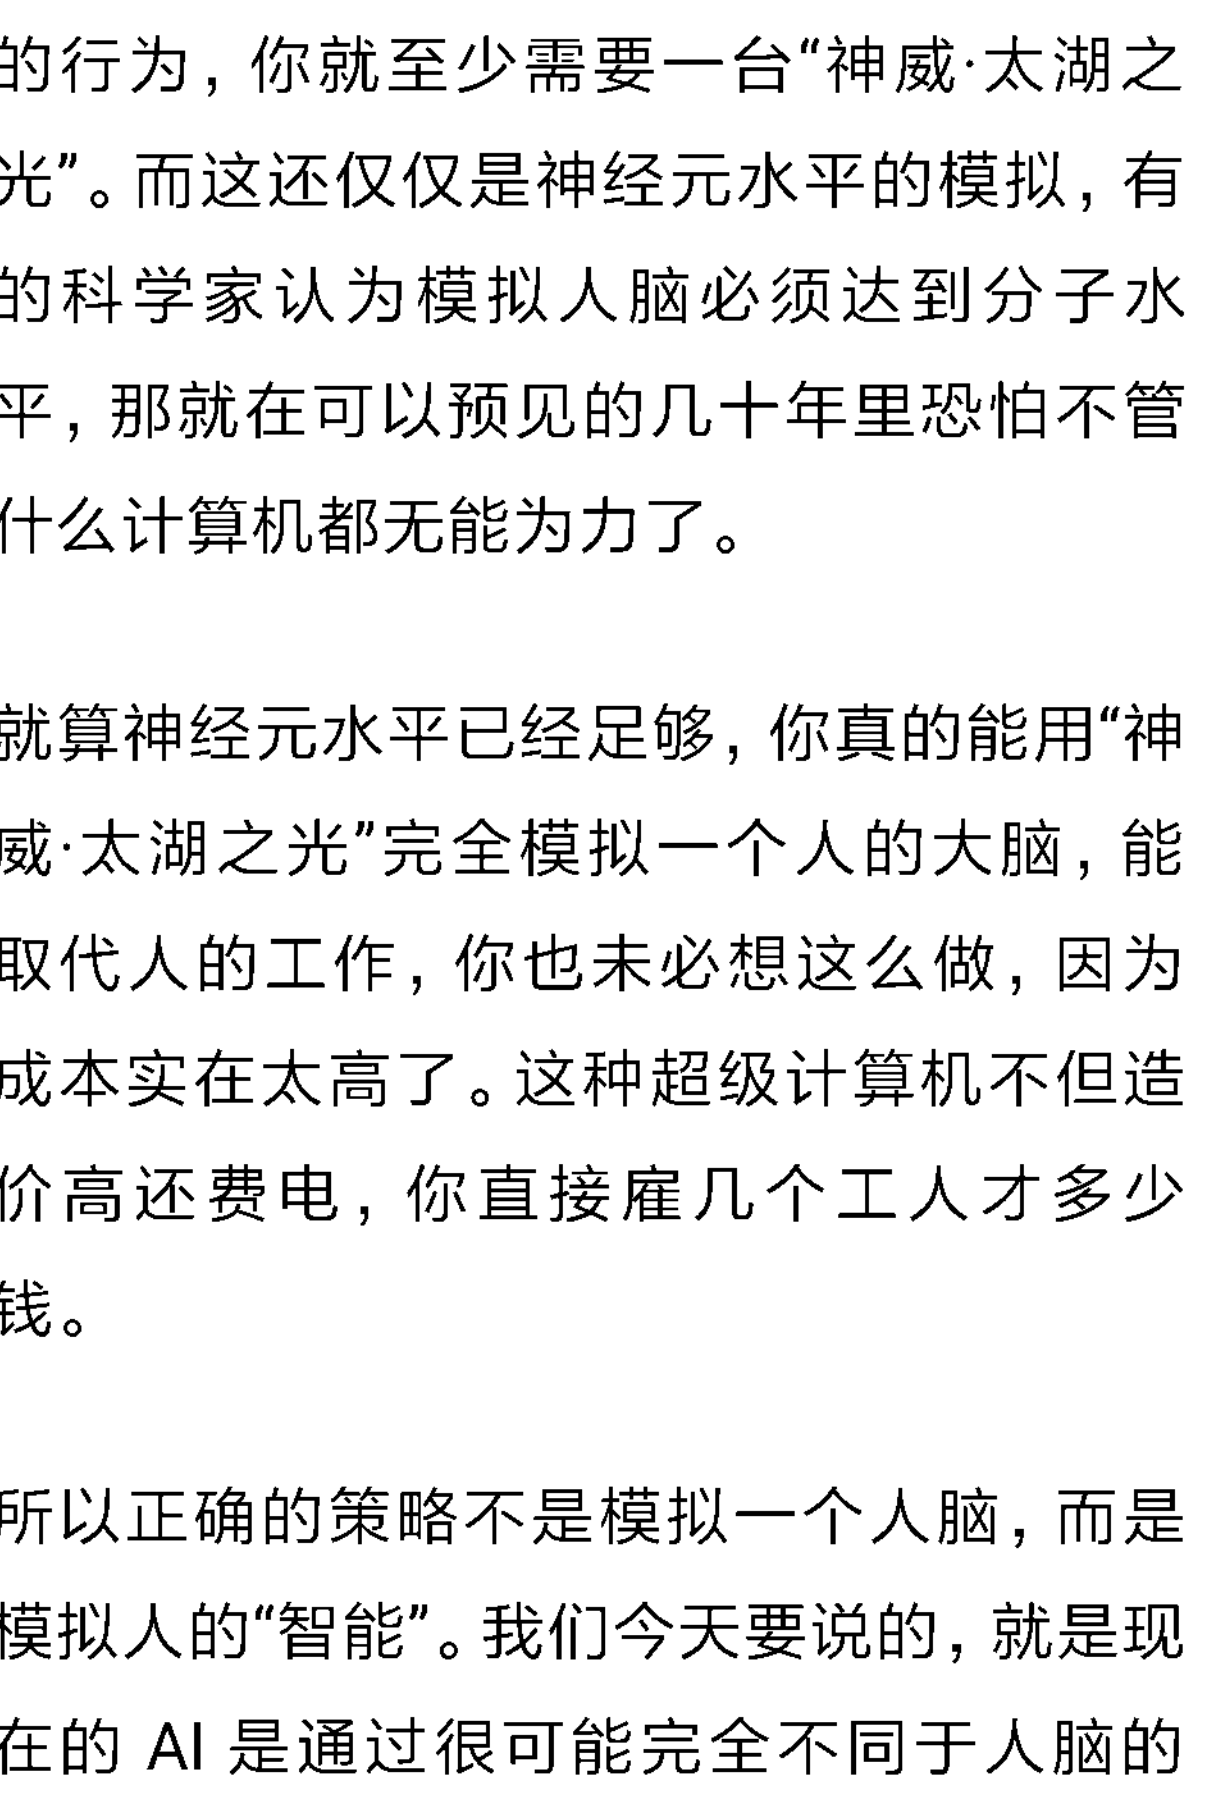 的行为，你就至少需要一台“神威·太湖之
光”。而这还仅仅是神经元水平的模拟，有
的科学家认为模拟人脑必须达到分子水
平，那就在可以预见的几十年里恐怕不管
什么计算机都无能为力了。
就算神经元水平已经足够，你真的能用“神
威·太湖之光”完全模拟一个人的大脑，能
取代人的工作，你也未必想这么做，因为
成本实在太高了。这种超级计算机不但造
价高还费电，你直接雇几个工人才多少
钱。
所以正确的策略不是模拟一个人脑，而是
模拟人的“智能”。我们今天要说的，就是现
在的 AI 是通过很可能完全不同于人脑的